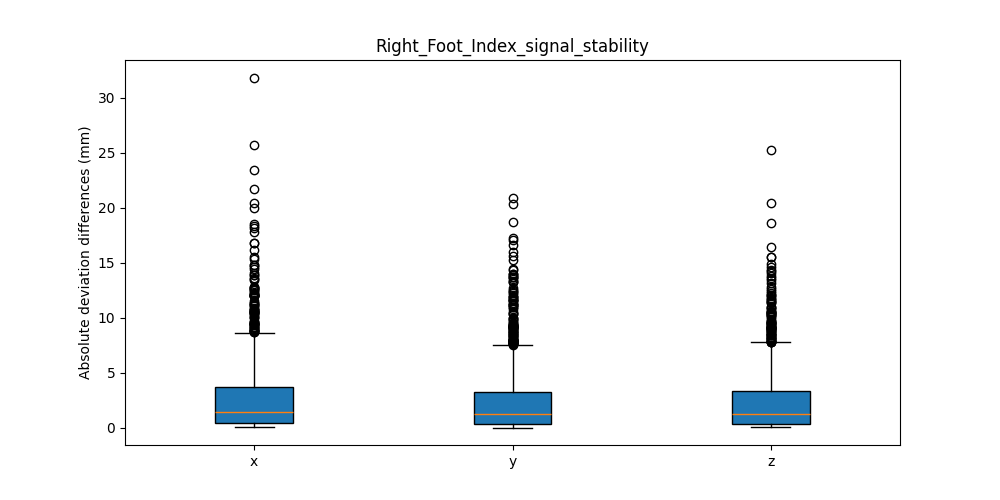 Right_Foot_Index_signal_stability
Absolute deviation differences (mm)
30
25
20
15
10
5
0
x y z